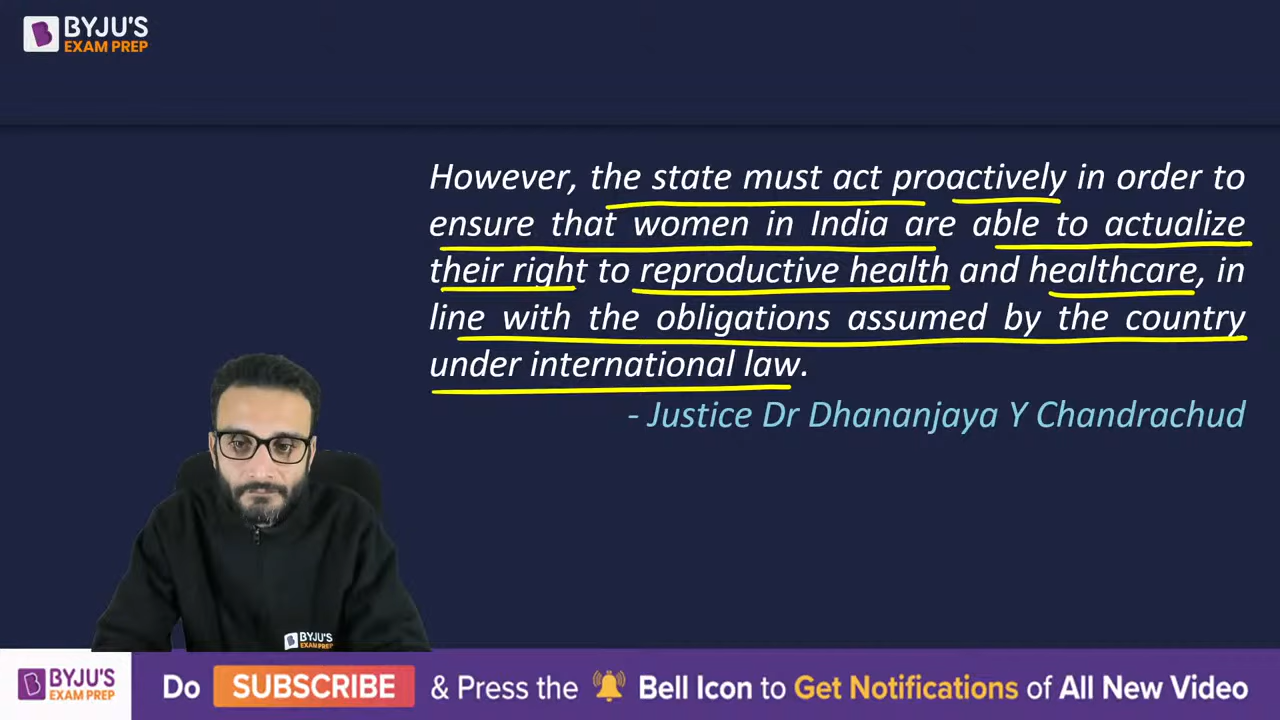 BYJU'S
EXAM PREP
However, the state must act proactively in order to
ensure that women in India are able to actualize
their right to reproductive health and healthcare, in
line with the obligations assumed by the country
under international law.
- Justice Dr Dhananjaya Y Chandrachud
BYJU'S
EXAM PREP
BYJU'S
EXAM PREP
Do SUBSCRIBE & Press the Bell Icon to Get Notifications of All New Video